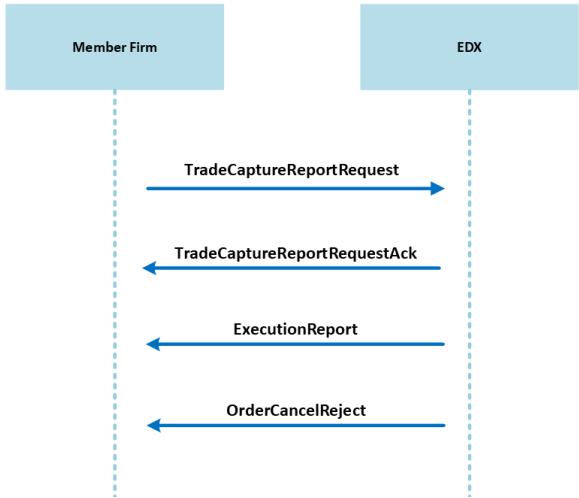 Member Firm
EDX
TradeCaptureReportRequest
TradeCaptureReportRequestAck
ExecutionReport
OrderCancelReject